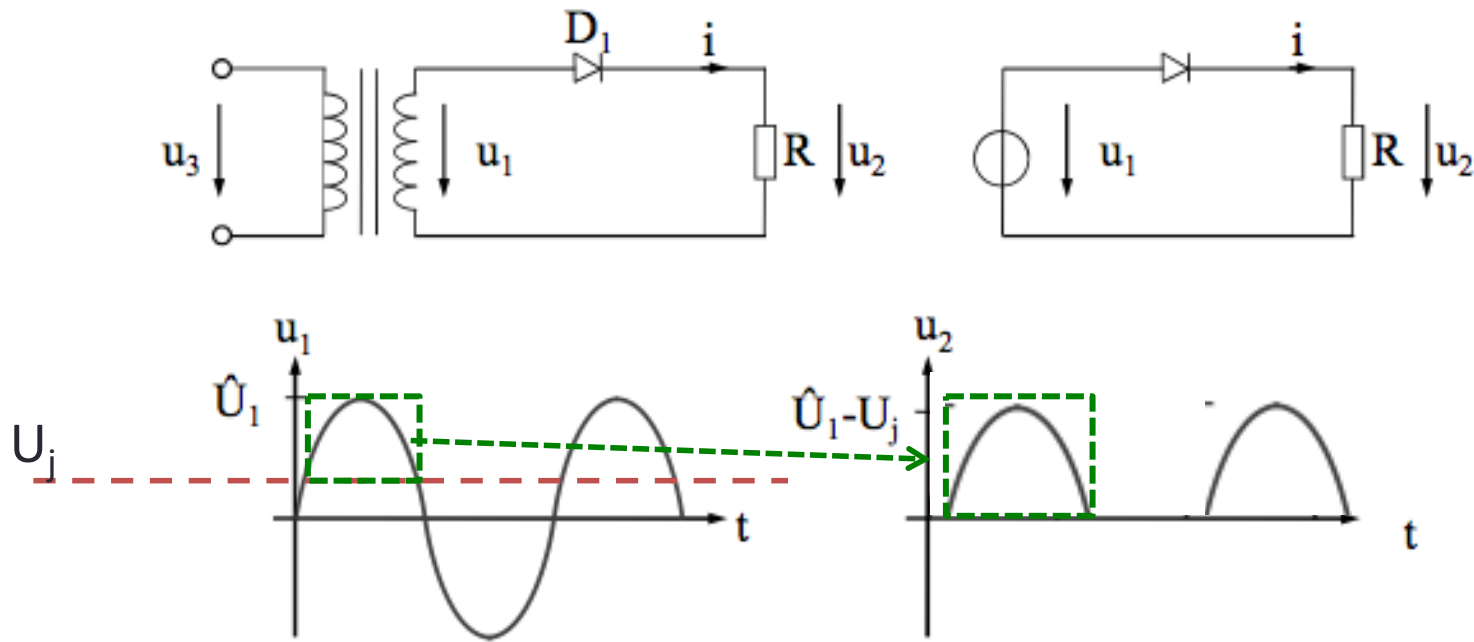 D₁ i i
u₃ u₁ R u₂ u₁ R u₂
u₁ u₂
Û₁ Û₁-Uⱼ
Uⱼ
t t